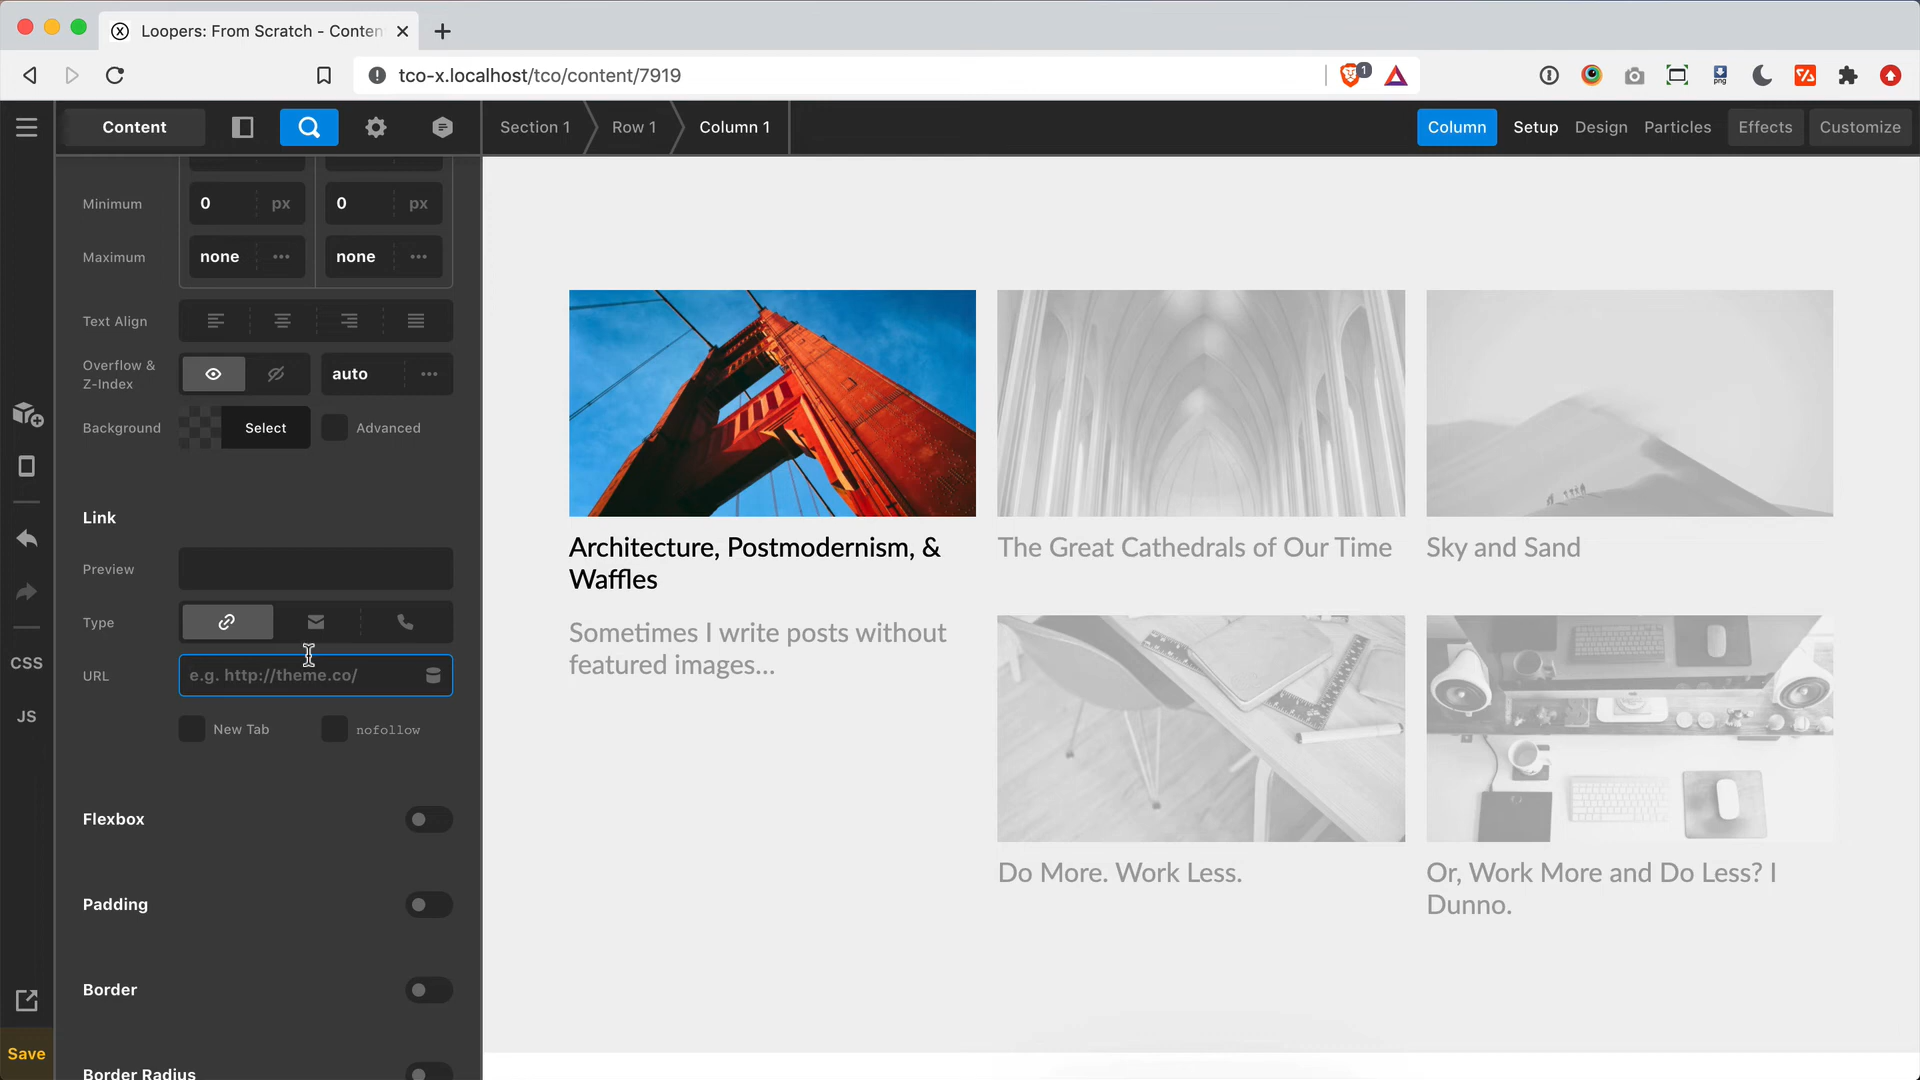 Loopers: From Scratch - Conten
tco-x.localhost/tco/content/7919
1
Content
Section 1
Row 1
Column 1
Column
Setup
Design
Particles
Effects
Customize
Minimum
0
px
0
px
Maximum
none
none
Text Align
Overflow &
Z-Index
auto
Background
Select
Advanced
Link
Preview
Type
URL
e.g. http://theme.co/
New Tab
nofollow
Flexbox
Padding
Border
Border Radius
CSS
JS
Save
Architecture, Postmodernism, &
Waffles
Sometimes I write posts without
featured images...
The Great Cathedrals of Our Time
Sky and Sand
Do More. Work Less.
Or, Work More and Do Less? I
Dunno.